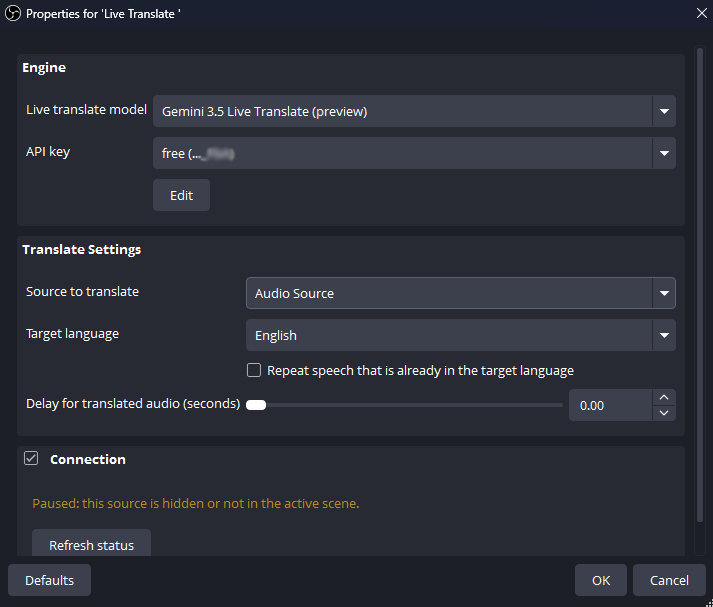 Properties for 'Live Translate '
Engine
Live translate model
Gemini 3.5 Live Translate (preview)
API key
free (...
Edit
Translate Settings
Source to translate
Audio Source
Target language
English
Repeat speech that is already in the target language
Delay for translated audio (seconds)
0.00
Connection
Paused: this source is hidden or not in the active scene.
Refresh status
Defaults
OK
Cancel